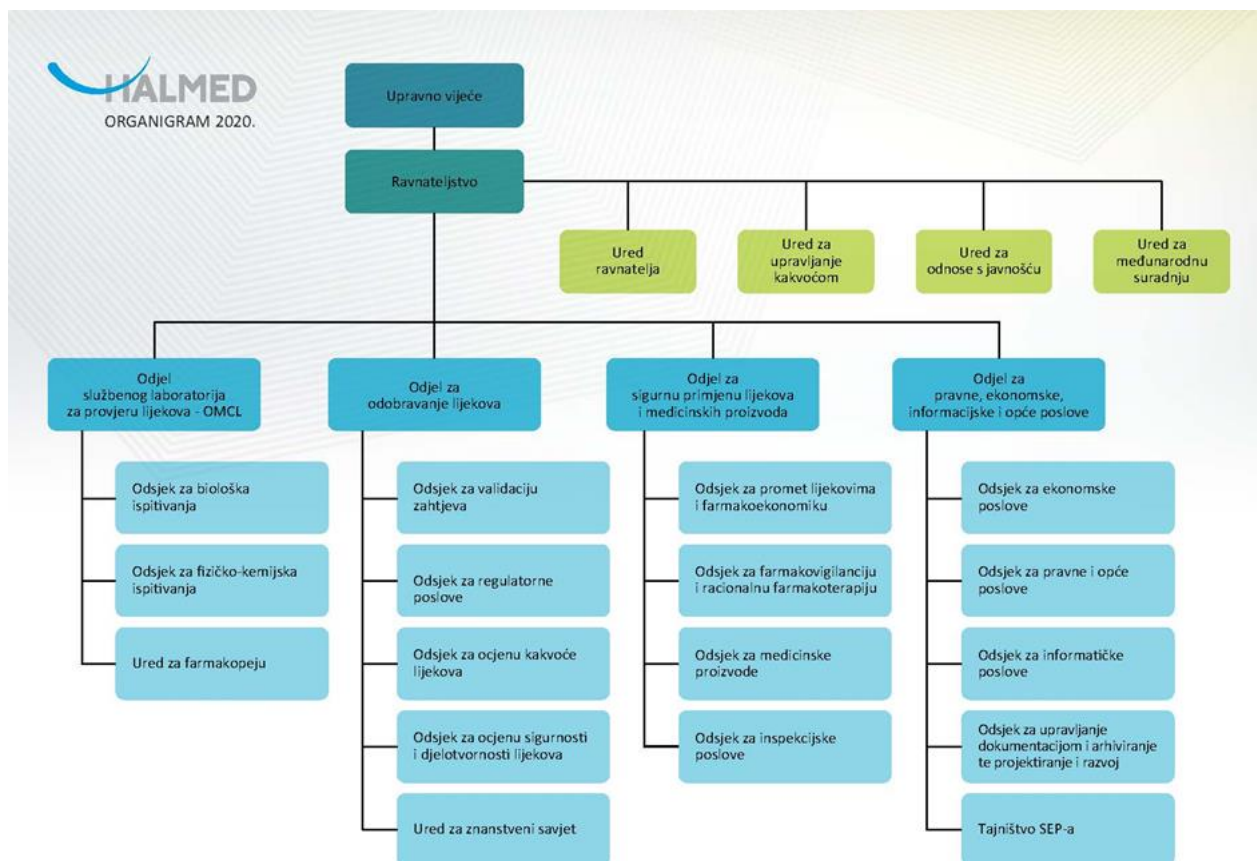 HALMED
ORGANIGRAM 2020.
Upravno vijeće
Ravnateljstvo
Ured
ravnatelja
Ured za
upravljanje
kakvoćom
Ured za
odnose s javnošću
Ured za
međunarodnu
suradnju
Odjel
službenog laboratorija
za provjeru lijekova - OMCL
Odjel za
odobravanje lijekova
Odjel za
sigurnu primjenu lijekova
i medicinskih proizvoda
Odjel za
pravne, ekonomske,
informacijske i opće poslove
Odsjek za biološka
ispitivanja
Odsjek za fizičko-kemijska
ispitivanja
Ured za farmakopeju
Odsjek za validaciju
zahtjeva
Odsjek za regulatorne
poslove
Odsjek za ocjenu kakvoće
lijekova
Odsjek za ocjenu sigurnosti
i djelotvornosti lijekova
Ured za znanstveni savjet
Odsjek za promet lijekovima
i farmakoekonomiku
Odsjek za farmakovigilanciju
i racionalnu farmakoterapiju
Odsjek za medicinske
proizvode
Odsjek za inspekcijske
poslove
Odsjek za ekonomske
poslove
Odsjek za pravne i opće
poslove
Odsjek za informatičke
poslove
Odsjek za upravljanje
dokumentacijom i arhiviranje
te projektiranje i razvoj
Tajništvo SEP-a